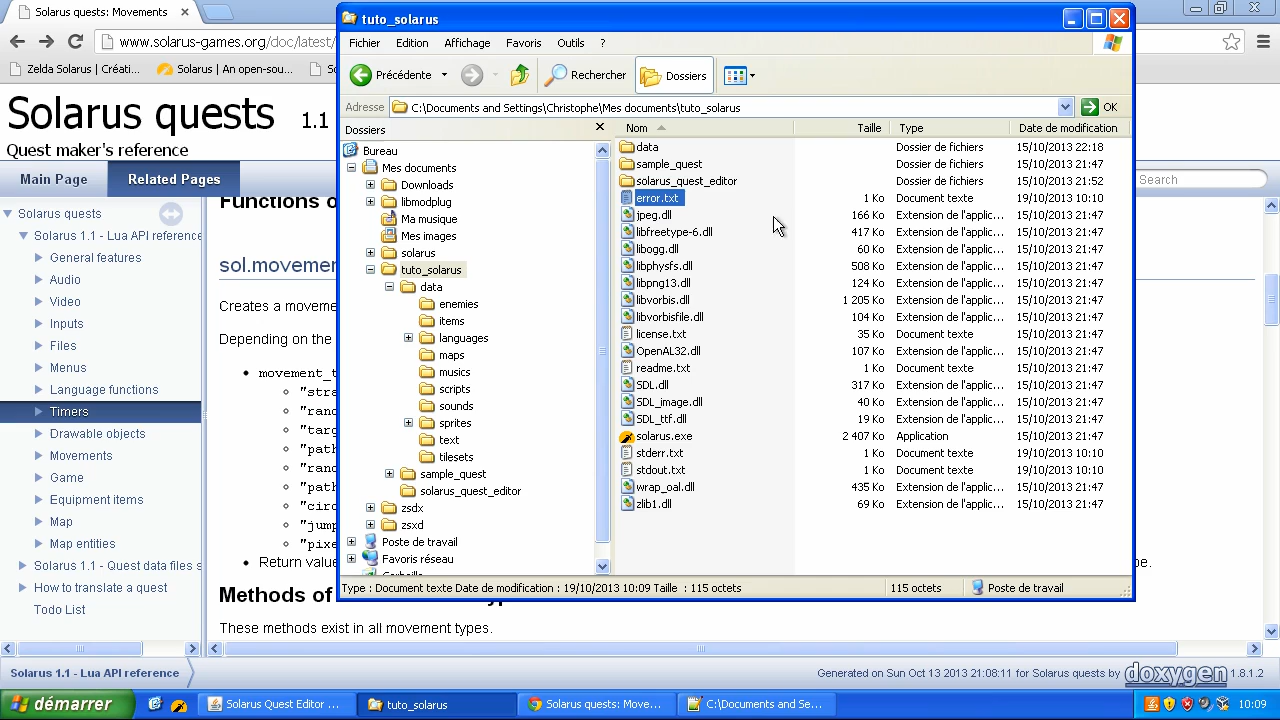 Solarus quests: Movements
www.solarus-games.org/doc/latest/
Zelda Solarus | Créati...
Solarus | An open-sou...
Solarus quests 1.1
Quest maker's reference
Main Page
Related Pages
Search
Solarus quests
Solarus 1.1 - Lua API reference
General features
Audio
Video
Inputs
Files
Menus
Language functions
Timers
Drawable objects
Movements
Game
Equipment items
Map
Map entities
Solarus 1.1 - Quest data files s
How to translate a quest
Todo List
Functions o
sol.movemen
Creates a moveme
Depending on the
movement_t
"stra
"rand
"targ
"path
"rand
"path
"circ
"jump
"pixe
Return value
Methods of
These methods exist in all movement types.
Solarus 1.1 - Lua API reference
Generated on Sun Oct 13 2013 21:08:11 for Solarus quests by doxygen 1.8.1.2
tuto_solarus
Fichier Edition Affichage Favoris Outils ?
Précédente
Rechercher
Dossiers
Adresse C:\Documents and Settings\Christophe\Mes documents\tuto_solarus OK
Dossiers
Bureau
Mes documents
Downloads
libmodplug
Ma musique
Mes images
solarus
tuto_solarus
data
enemies
items
languages
maps
musics
scripts
sounds
sprites
text
tilesets
sample_quest
solarus_quest_editor
zsdx
zsxd
Poste de travail
Favoris réseau
Nom Taille Type Date de modification
data Dossier de fichiers 15/10/2013 22:18
sample_quest Dossier de fichiers 15/10/2013 21:47
solarus_quest_editor Dossier de fichiers 15/10/2013 21:52
error.txt 1 Ko Document texte 19/10/2013 10:10
jpeg.dll 166 Ko Extension de l'applic... 15/10/2013 21:47
libfreetype-6.dll 417 Ko Extension de l'applic... 15/10/2013 21:47
libogg.dll 60 Ko Extension de l'applic... 15/10/2013 21:47
libphysfs.dll 508 Ko Extension de l'applic... 15/10/2013 21:47
libpng13.dll 124 Ko Extension de l'applic... 15/10/2013 21:47
libvorbis.dll 1 205 Ko Extension de l'applic... 15/10/2013 21:47
libvorbisfile.dll 104 Ko Extension de l'applic... 15/10/2013 21:47
license.txt 35 Ko Document texte 15/10/2013 21:47
OpenAL32.dll 107 Ko Extension de l'applic... 15/10/2013 21:47
readme.txt 1 Ko Document texte 15/10/2013 21:47
SDL.dll 317 Ko Extension de l'applic... 15/10/2013 21:47
SDL_image.dll 40 Ko Extension de l'applic... 15/10/2013 21:47
SDL_ttf.dll 19 Ko Extension de l'applic... 15/10/2013 21:47
solarus.exe 2 407 Ko Application 15/10/2013 21:47
stderr.txt 1 Ko Document texte 19/10/2013 10:10
stdout.txt 1 Ko Document texte 19/10/2013 10:10
wrap_oal.dll 435 Ko Extension de l'applic... 15/10/2013 21:47
zlib1.dll 69 Ko Extension de l'applic... 15/10/2013 21:47
Type : Document texte Date de modification : 19/10/2013 10:09 Taille : 115 octets
115 octets
Poste de travail
démarrer
Solarus Quest Editor ...
tuto_solarus
Solarus quests: Move...
C:\Documents and Se...
10:09